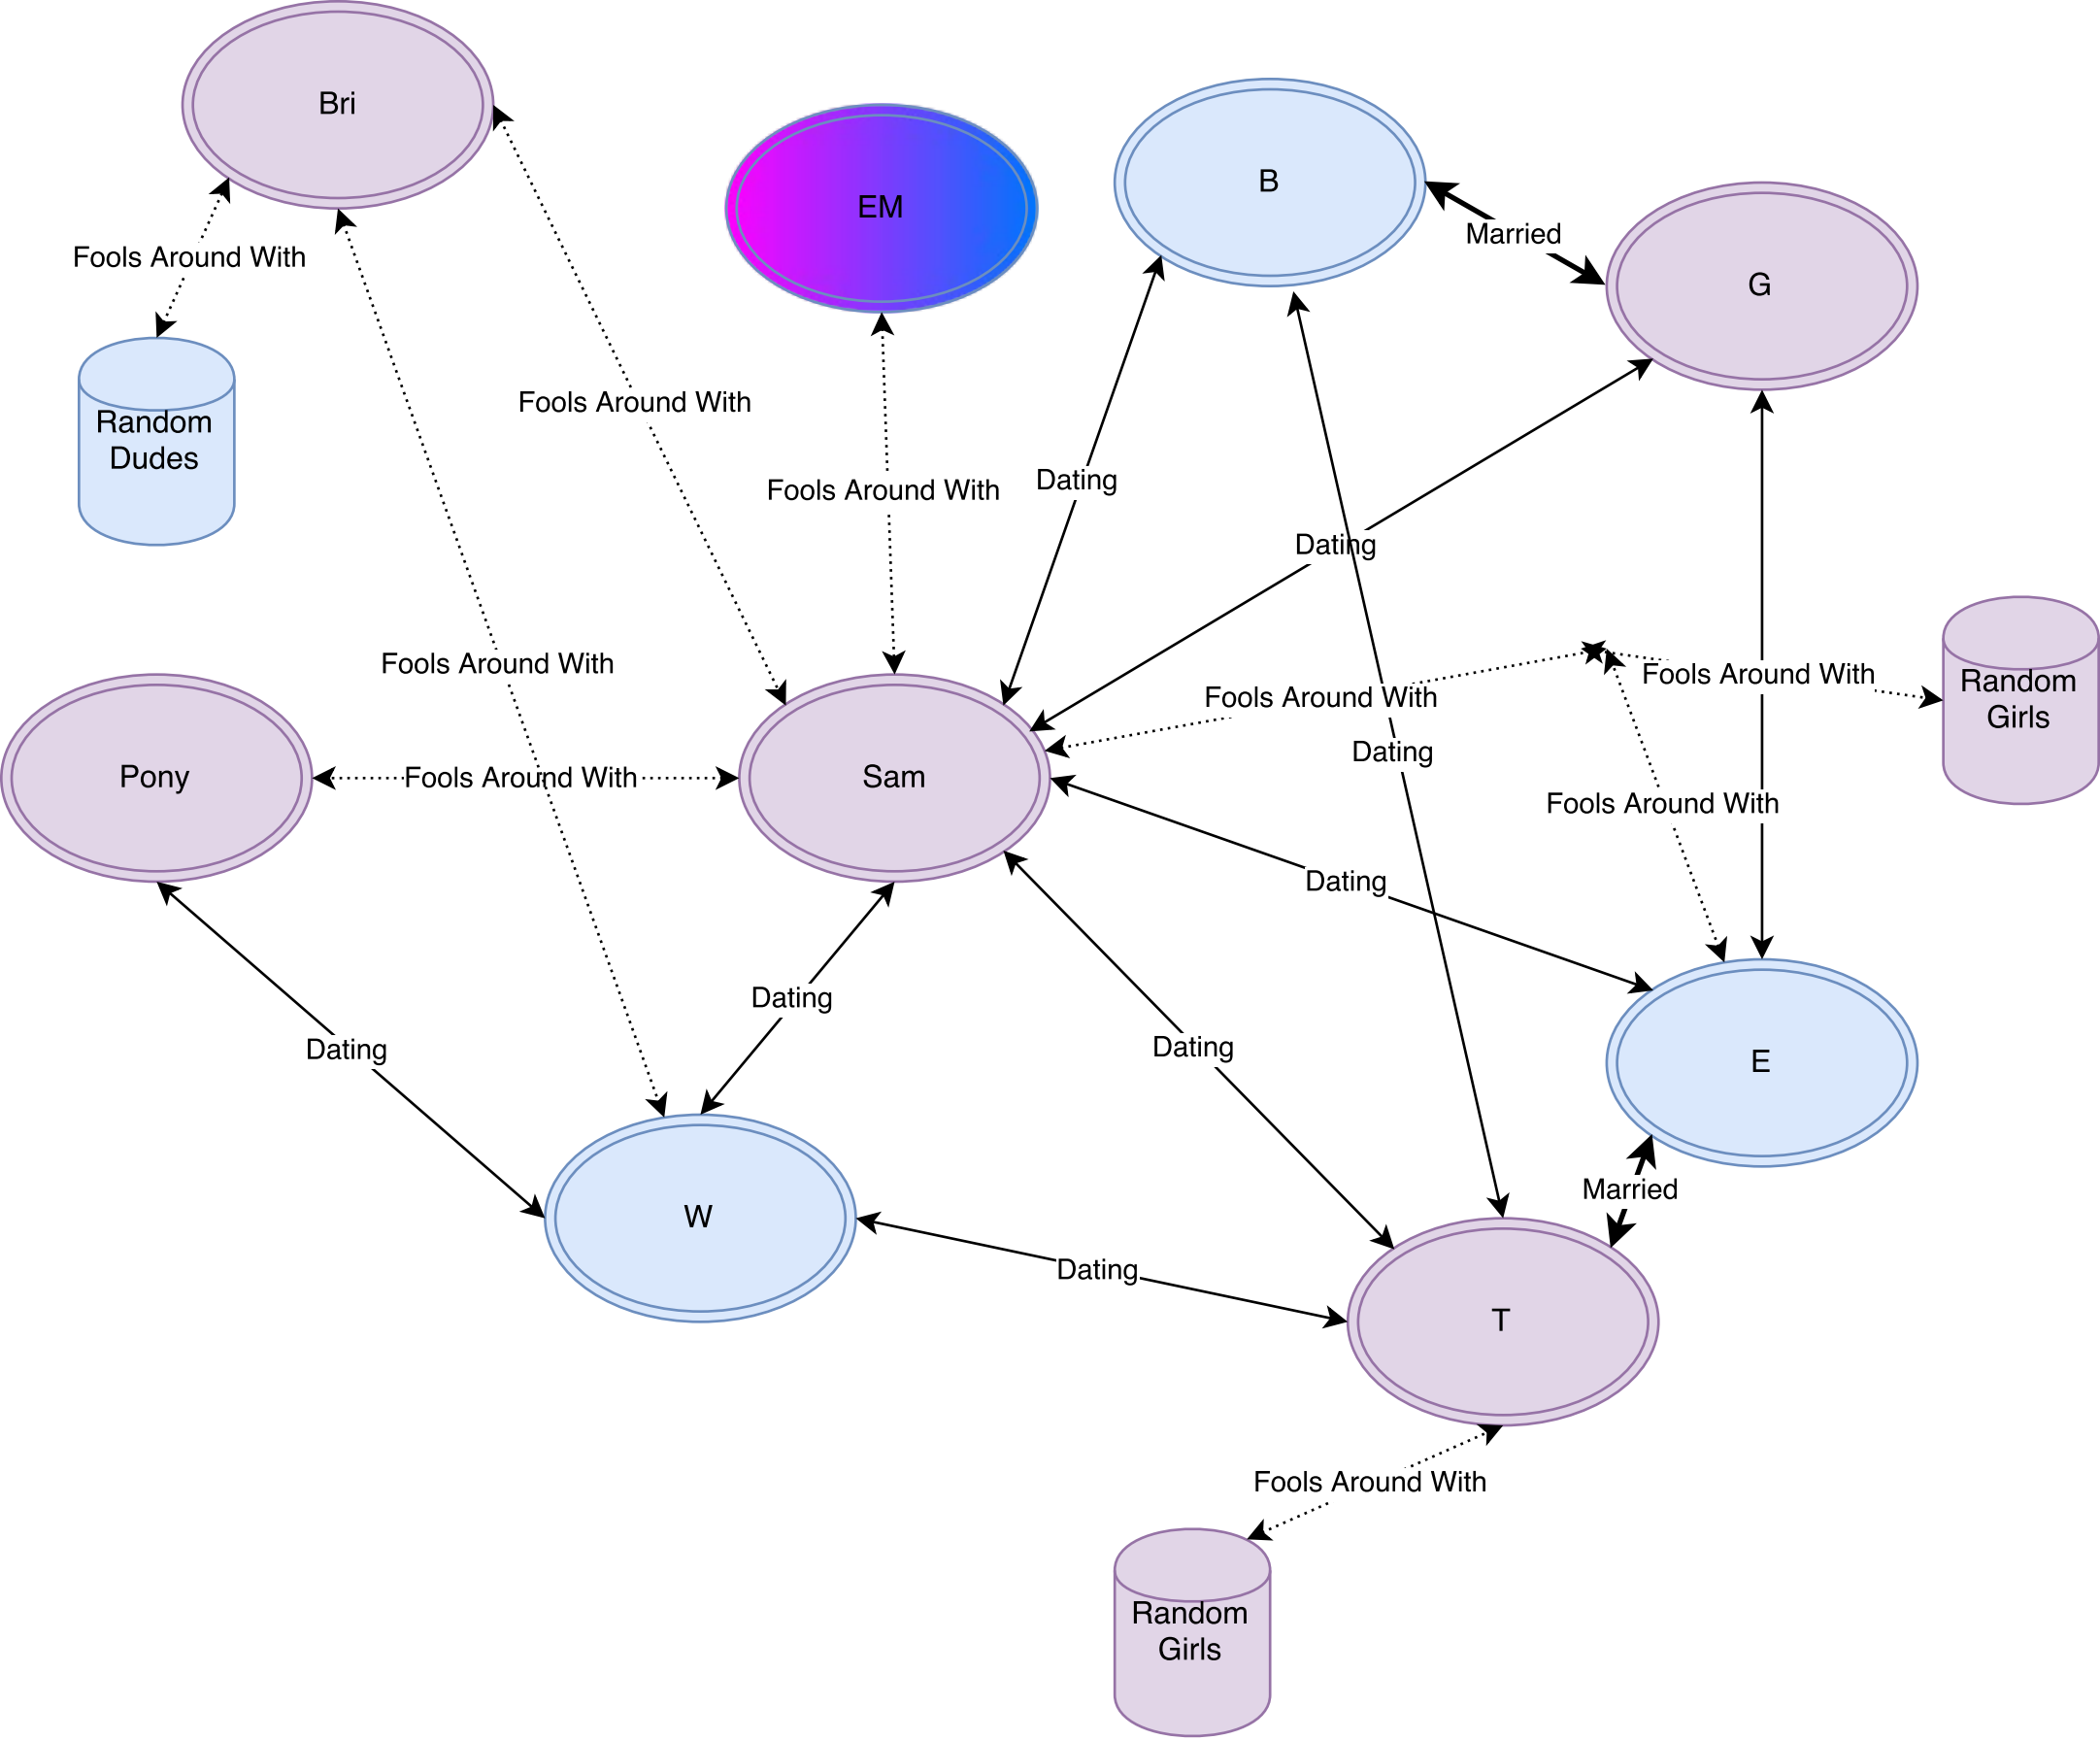 Bri
EM
B
Married
G
Fools Around With
Random
Dudes
Fools Around With
Fools Around With
Dating
Dating
Fools Around With
Fools Around With
Fools Around With
Random
Girls
Dating
Pony
Fools Around With
Sam
Fools Around With
Dating
Dating
Dating
Dating
E
Married
W
Dating
T
Fools Around With
Random
Girls